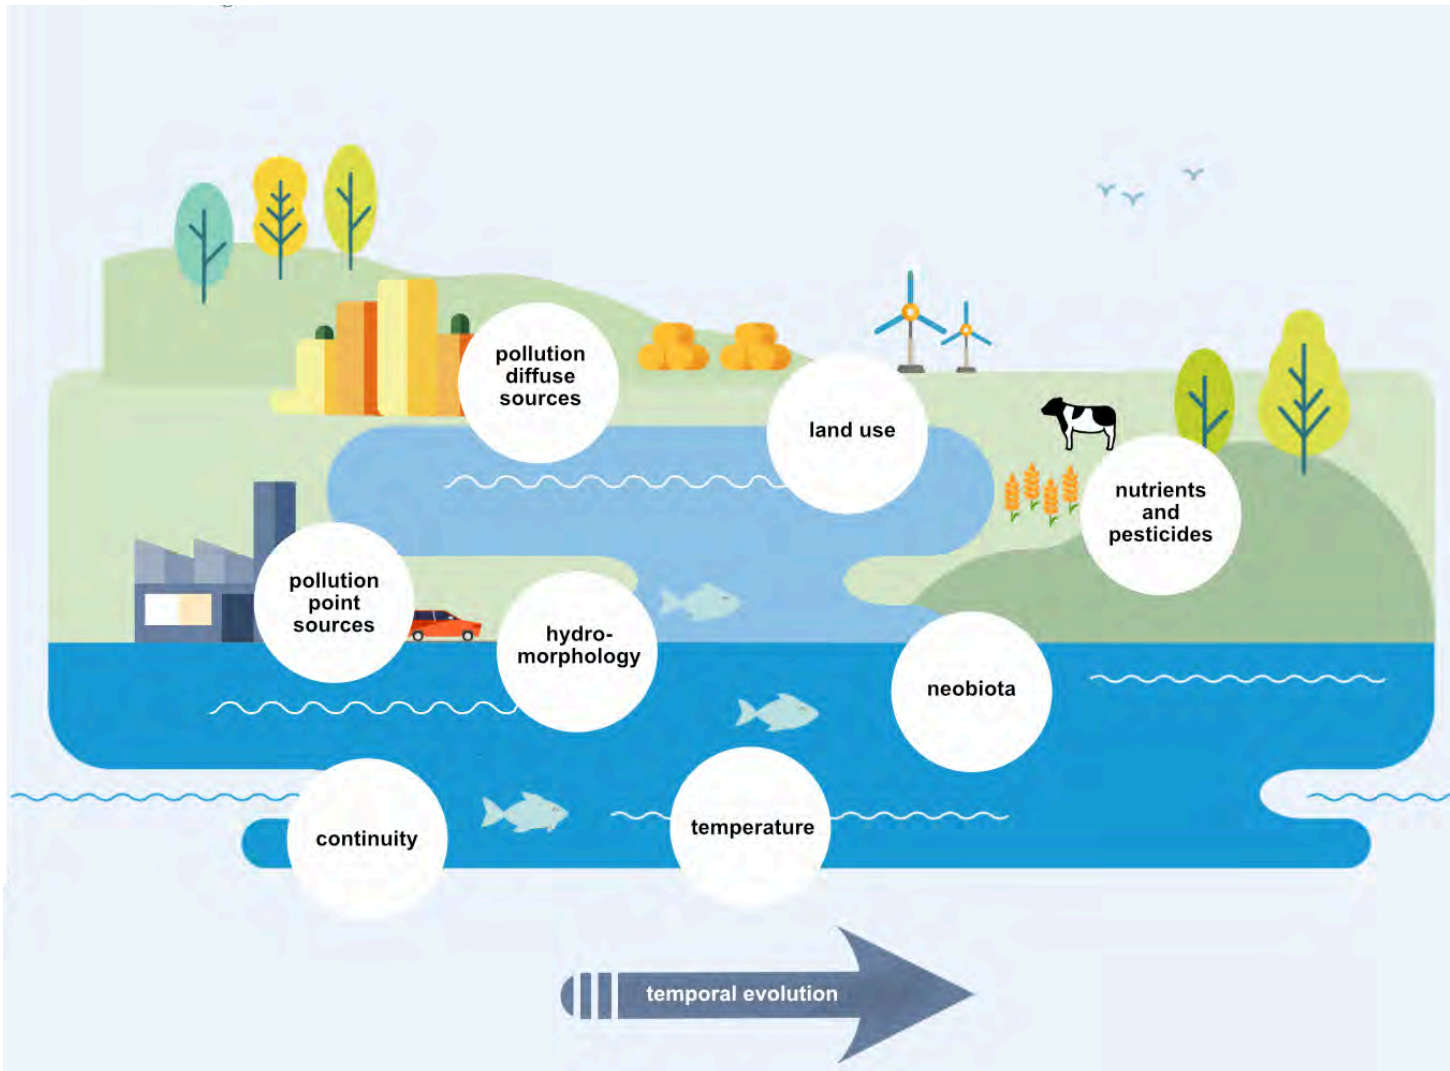 pollution
diffuse
sources
land use
nutrients
and
pesticides
pollution
point
sources
hydro-
morphology
neobiota
continuity
temperature
temporal evolution